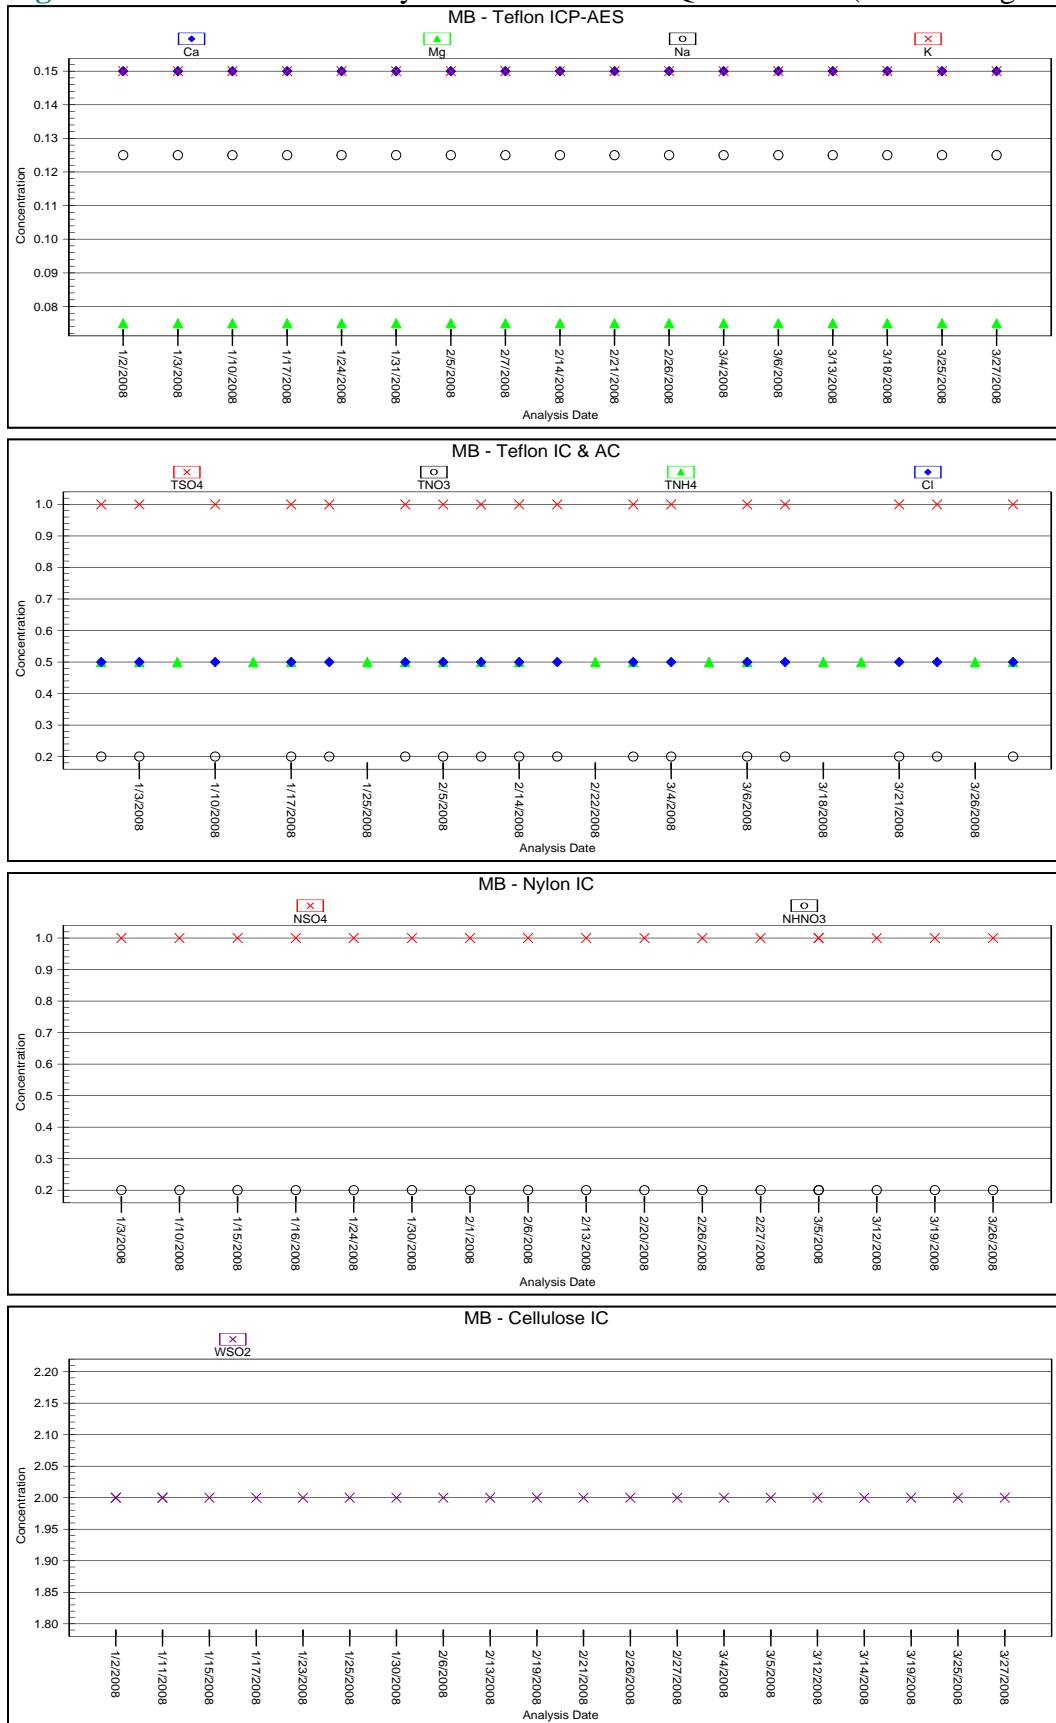 MB - Teflon ICP-AES
Ca Mg Na K
0.15
0.14
0.13
0.12
0.11
0.10
0.09
0.08
Concentration
1/2/2008 1/3/2008 1/10/2008 1/17/2008 1/24/2008 1/31/2008 2/5/2008 2/7/2008 2/14/2008 2/21/2008 2/26/2008 3/4/2008 3/6/2008 3/13/2008 3/18/2008 3/25/2008 3/27/2008
Analysis Date
MB - Teflon IC & AC
TSO4 TNO3 TNH4 Cl
1.0
0.9
0.8
0.7
0.6
0.5
0.4
0.3
0.2
Concentration
1/3/2008 1/10/2008 1/17/2008 1/25/2008 2/5/2008 2/14/2008 2/22/2008 3/4/2008 3/6/2008 3/18/2008 3/21/2008 3/26/2008
Analysis Date
MB - Nylon IC
NSO4 NHNO3
1.0
0.9
0.8
0.7
0.6
0.5
0.4
0.3
0.2
Concentration
1/3/2008 1/10/2008 1/15/2008 1/16/2008 1/24/2008 1/30/2008 2/1/2008 2/6/2008 2/13/2008 2/20/2008 2/26/2008 2/27/2008 3/5/2008 3/12/2008 3/19/2008 3/26/2008
Analysis Date
MB - Cellulose IC
WSO2
2.20
2.15
2.10
2.05
2.00
1.95
1.90
1.85
1.80
Concentration
1/2/2008 1/11/2008 1/15/2008 1/17/2008 1/23/2008 1/25/2008 1/30/2008 2/6/2008 2/13/2008 2/19/2008 2/21/2008 2/26/2008 2/27/2008 3/4/2008 3/5/2008 3/12/2008 3/14/2008 3/19/2008 3/25/2008 3/27/2008
Analysis Date